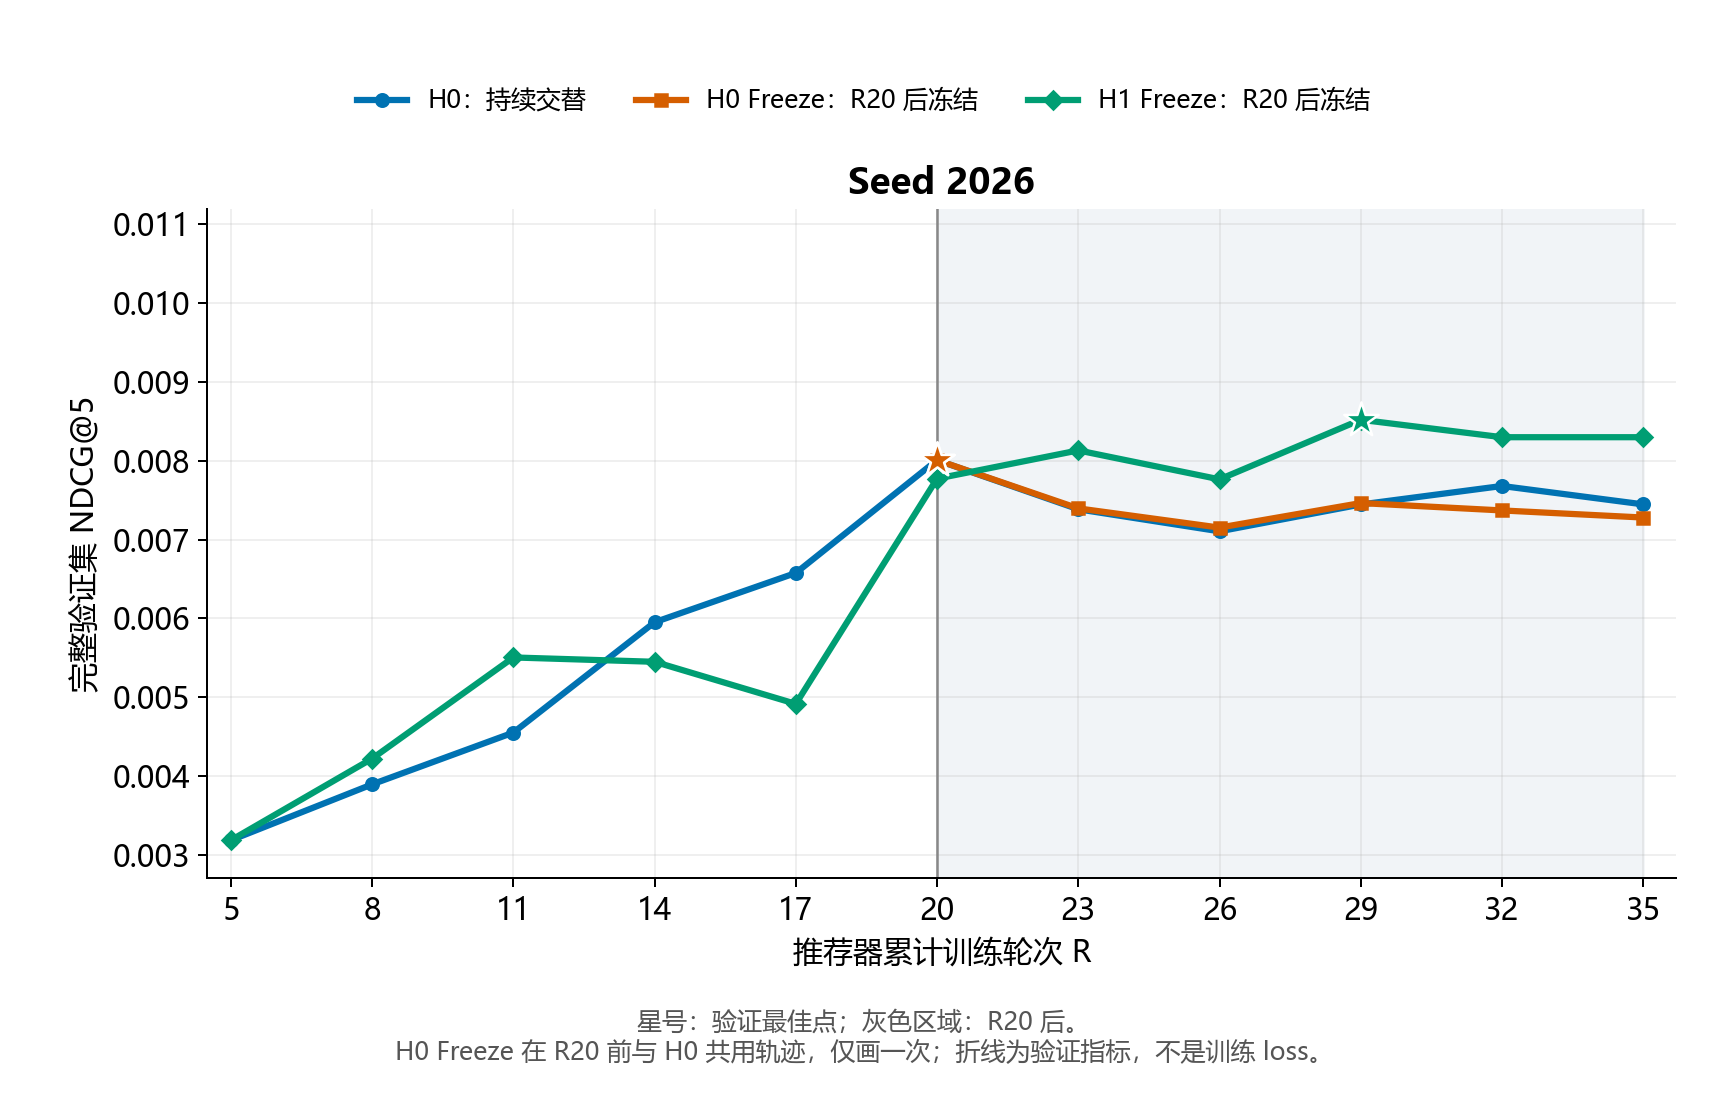 H0：持续交替
H0 Freeze：R20 后冻结
H1 Freeze：R20 后冻结
Seed 2026
0.011
0.010
0.009
0.008
0.007
0.006
0.005
0.004
0.003
完整验证集 NDCG@5
5 8 11 14 17 20 23 26 29 32 35
推荐器累计训练轮次 R
星号：验证最佳点；灰色区域：R20 后。
H0 Freeze 在 R20 前与 H0 共用轨迹，仅画一次；折线为验证指标，不是训练 loss。